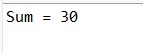 Sum = 30